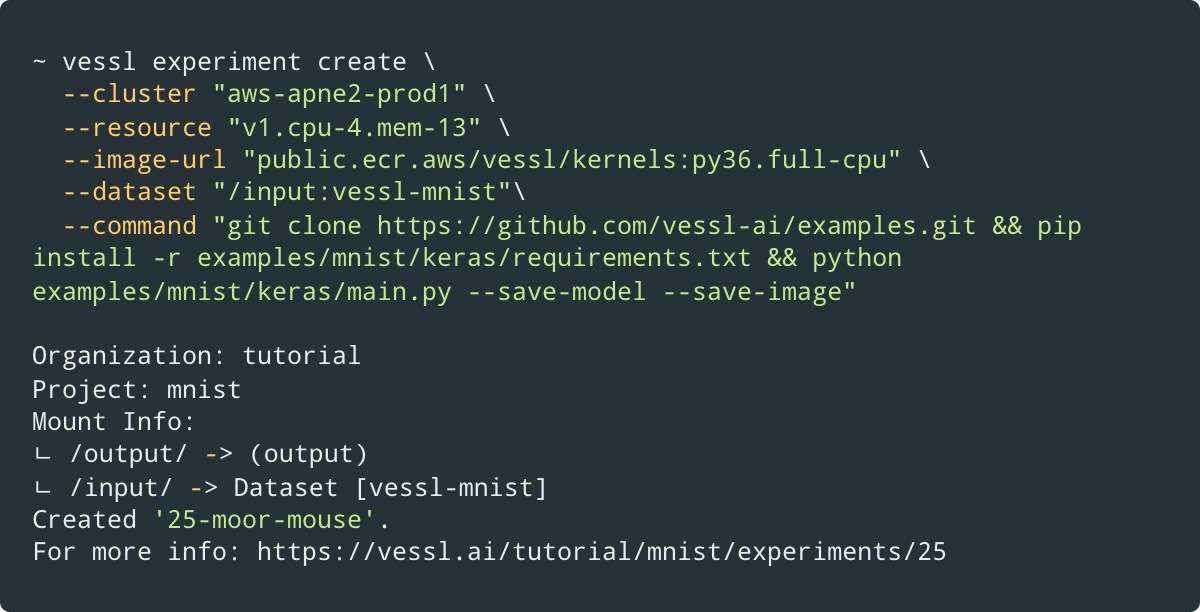 ~ vessl experiment create \
  --cluster "aws-apne2-prod1" \
  --resource "v1.cpu-4.mem-13" \
  --image-url "public.ecr.aws/vessl/kernels:py36.full-cpu" \
  --dataset "/input:vessl-mnist"\
  --command "git clone https://github.com/vessl-ai/examples.git && pip
install -r examples/mnist/keras/requirements.txt && python
examples/mnist/keras/main.py --save-model --save-image"
Organization: tutorial
Project: mnist
Mount Info:
ㄴ /output/ -> (output)
ㄴ /input/ -> Dataset [vessl-mnist]
Created '25-moor-mouse'.
For more info: https://vessl.ai/tutorial/mnist/experiments/25